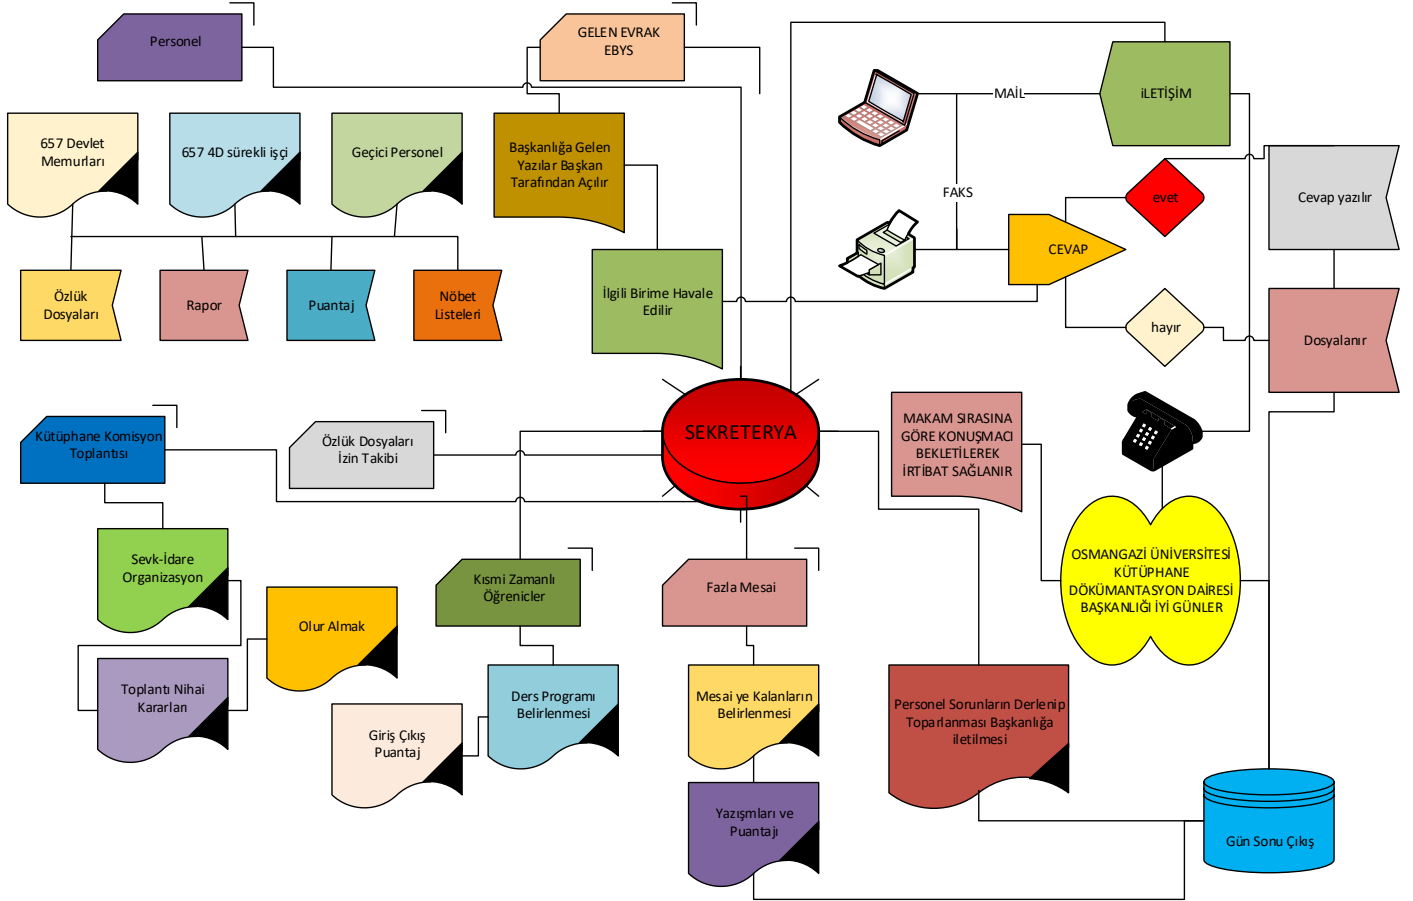 Personel
GELEN EVRAK
EBYS
MAİL
iLETİŞİM
657 Devlet
Memurları
657 4D sürekli işçi
Geçici Personel
Başkanlığa Gelen
Yazılar Başkan
Tarafından Açılır
FAKS
evet
Cevap yazılır
CEVAP
Özlük
Dosyaları
Rapor
Puantaj
Nöbet
Listeleri
İlgili Birime Havale
Edilir
hayır
Dosyalanır
Kütüphane Komisyon
Toplantısı
Özlük Dosyaları
İzin Takibi
SEKRETERYA
MAKAM SIRASINA
GÖRE KONUŞMACI
BEKLETİLEREK
İRTİBAT SAĞLANIR
Sevk-İdare
Organizasyon
Kısmi Zamanlı
Öğrenicler
Fazla Mesai
OSMANGAZİ ÜNİVERSİTESİ
KÜTÜPHANE
DÖKÜMANTASYON DAİRESİ
BAŞKANLIĞI İYİ GÜNLER
Olur Almak
Toplantı Nihai
Kararları
Ders Programı
Belirlenmesi
Mesai ye Kalanların
Belirlenmesi
Personel Sorunların Derlenip
Toparlanması Başkanlığa
iletilmesi
Giriş Çıkış
Puantaj
Yazışmları ve
Puantajı
Gün Sonu Çıkış